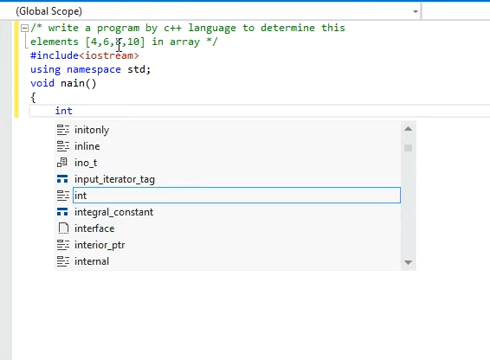 (Global Scope)
/* write a program by c++ language to determine this
elements [4,6,8,10] in array */
#include<iostream>
using namespace std;
void nain()
{
int
initonly
inline
ino_t
input_iterator_tag
int
integral_constant
interface
interior_ptr
internal